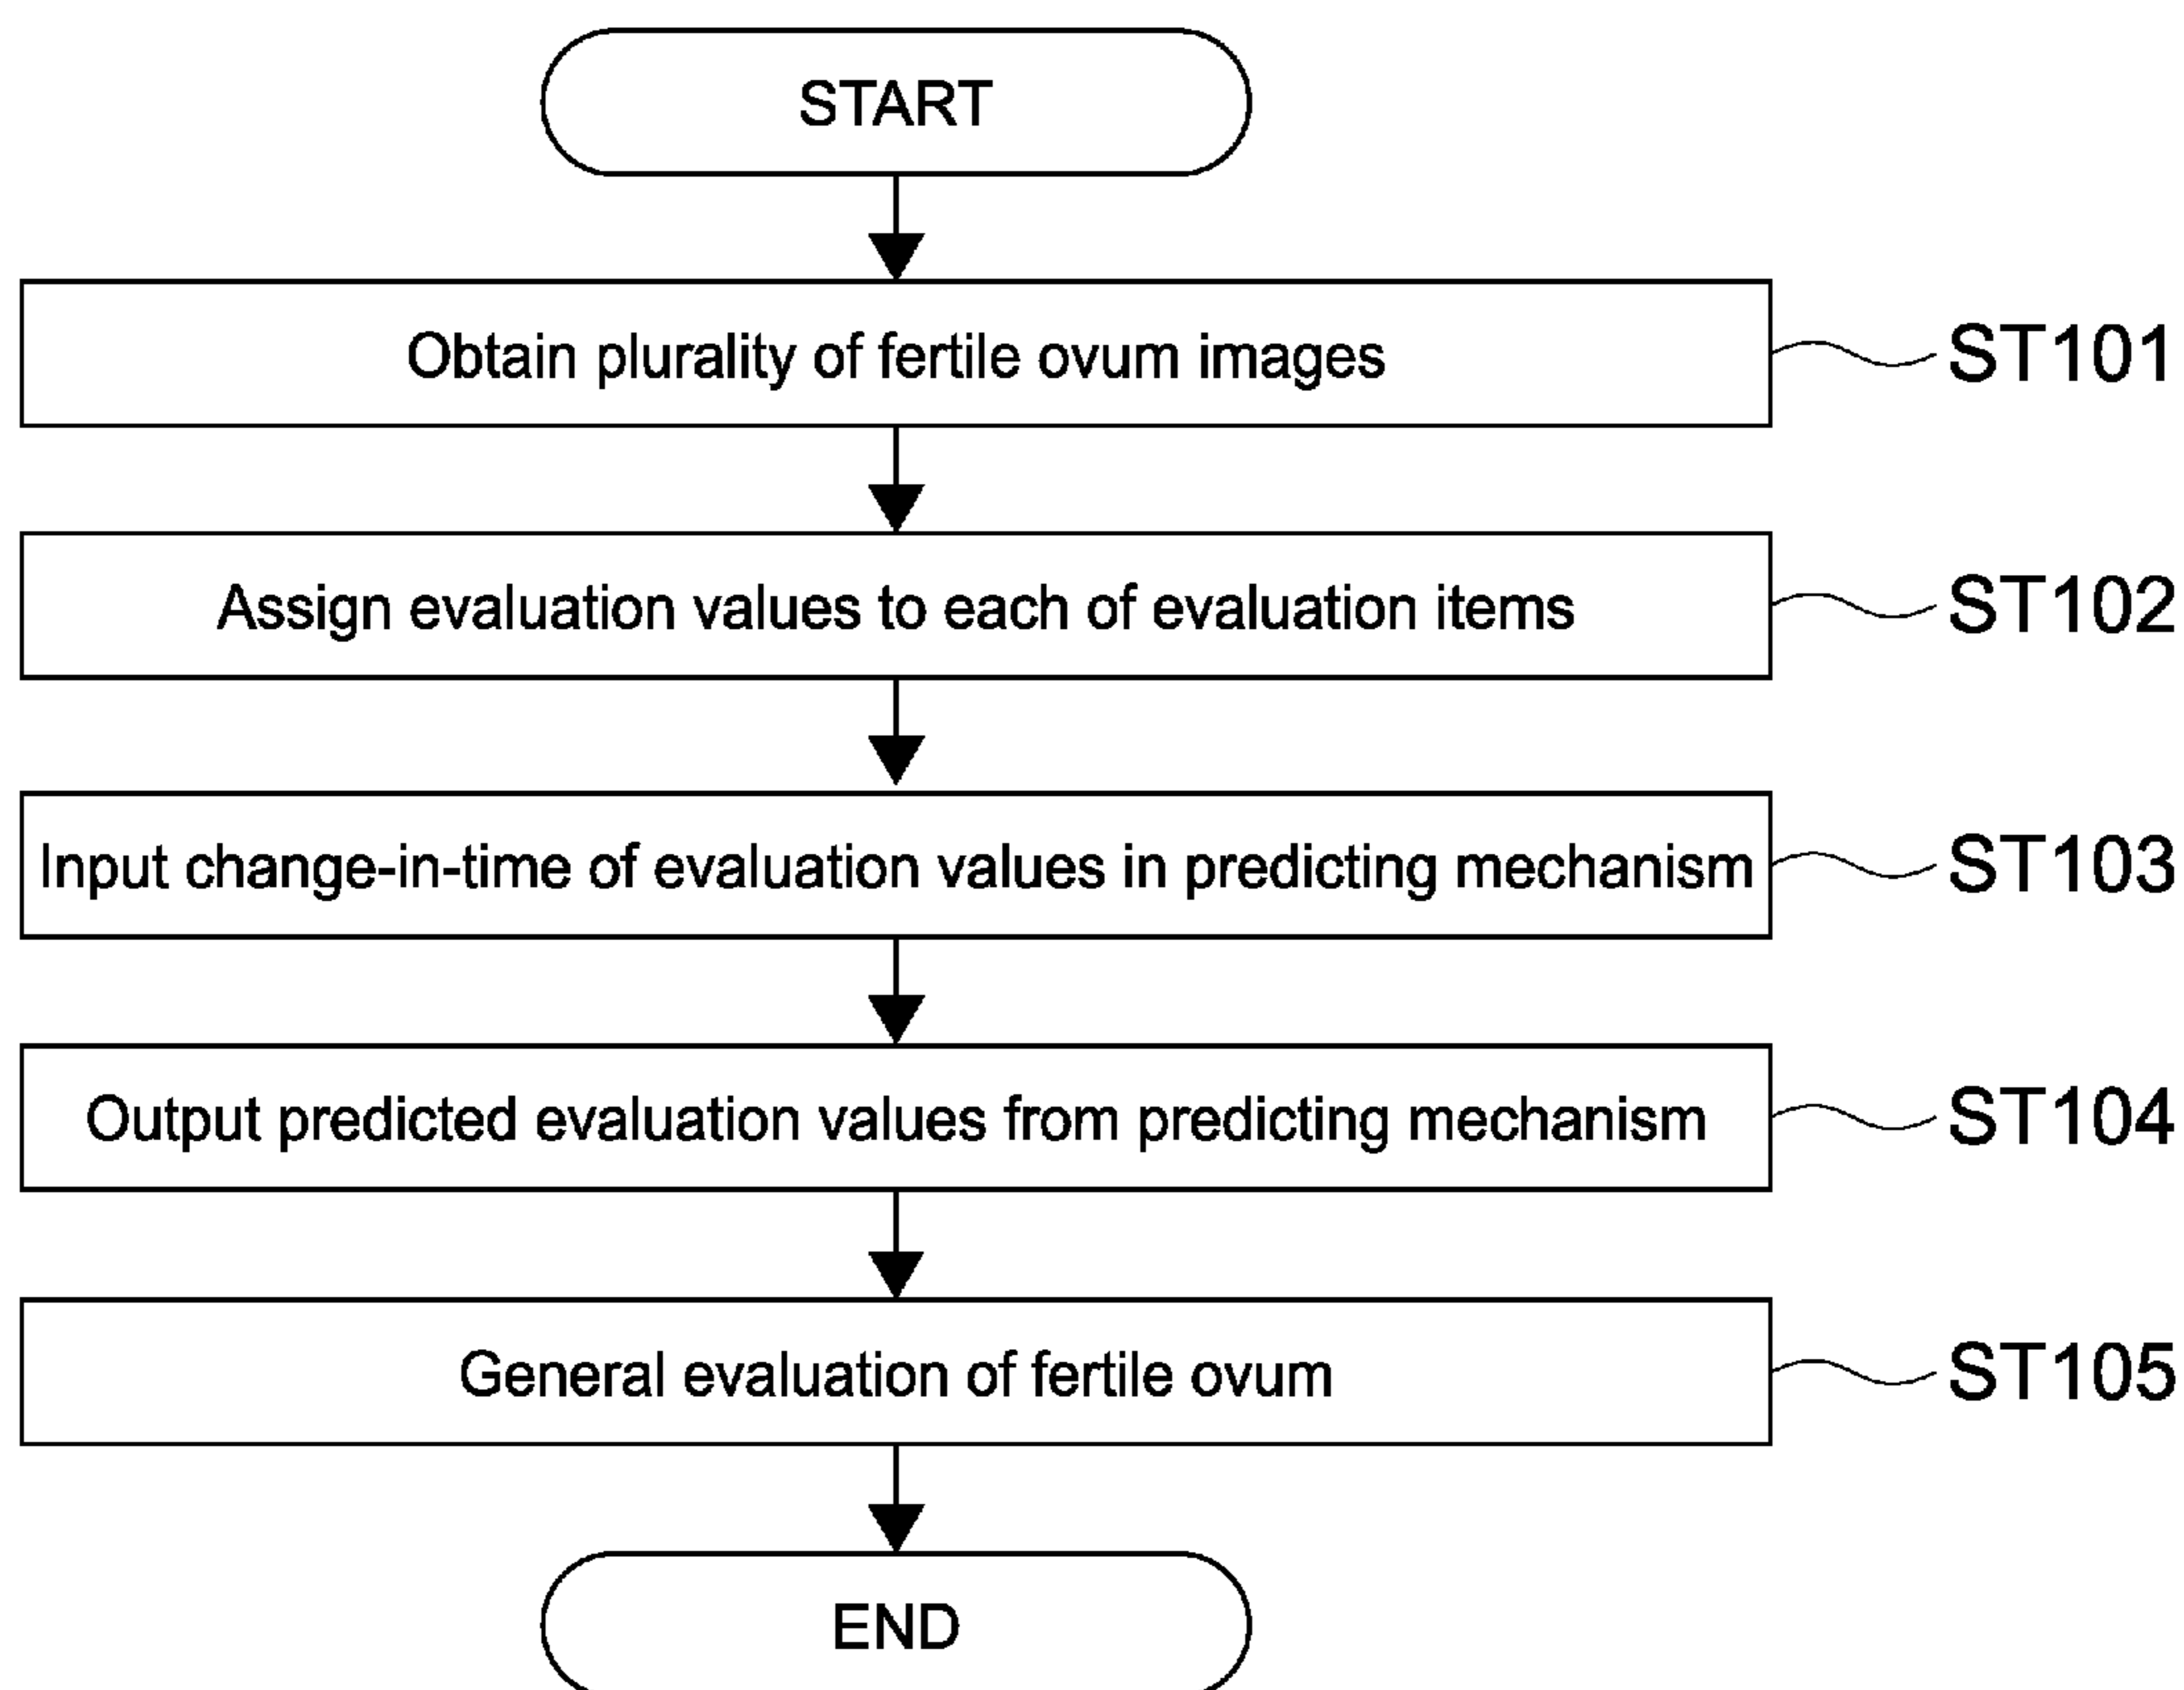 START
Obtain plurality of fertile ovum images
ST101
Assign evaluation values to each of evaluation items
ST102
Input change-in-time of evaluation values in predicting mechanism
ST103
Output predicted evaluation values from predicting mechanism
ST104
General evaluation of fertile ovum
ST105
END